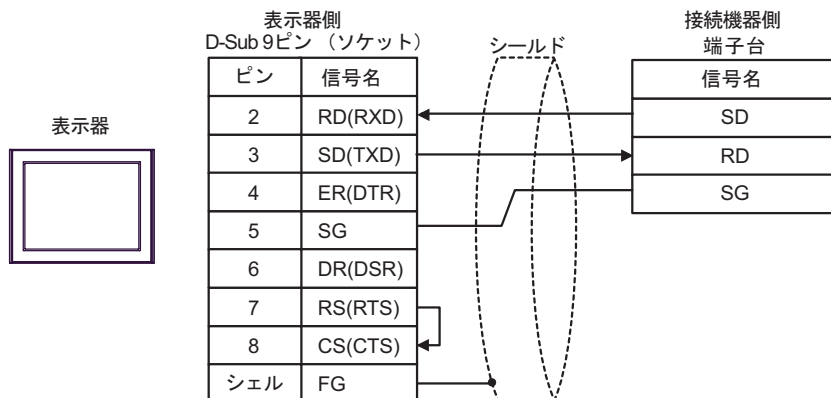 表示器側
D-Sub 9ピン （ソケット）
シールド
接続機器側
端子台
表示器
ピン 信号名
2 RD(RXD)
3 SD(TXD)
4 ER(DTR)
5 SG
6 DR(DSR)
7 RS(RTS)
8 CS(CTS)
シェル FG
信号名
SD
RD
SG